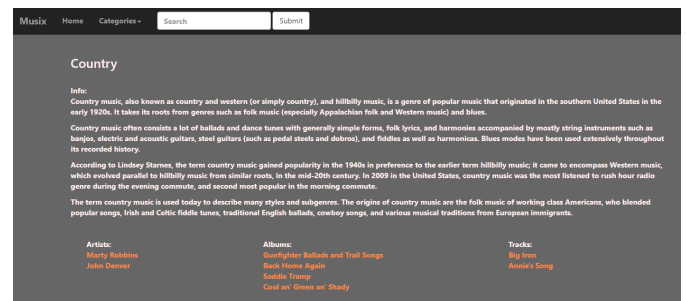 Musix Home Categories Search Submit
Country
Info:
Country music, also known as country and western (or simply country), and hillbilly music, is a genre of popular music that originated in the southern United States in the
early 1920s. It takes its roots from genres such as folk music (especially Appalachian folk and Western music) and blues.
Country music often consists a lot of ballads and dance tunes with generally simple forms, folk lyrics, and harmonies accompanied by mostly string instruments such as
banjos, electric and acoustic guitars, steel guitars (such as pedal steels and dobros), and fiddles as well as harmonicas. Blues modes have been used extensively throughout
its recorded history.
According to Lindsey Starnes, the term country music gained popularity in the 1940s in preference to the earlier term hillbilly music; it came to encompass Western music,
which evolved parallel to hillbilly music from similar roots, in the mid-20th century. In 2009 in the United States, country music was the most listened to rush hour radio
genre during the evening commute, and second most popular in the morning commute.
The term country music is used today to describe many styles and subgenres. The origins of country music are the folk music of working class Americans, who blended
popular songs, Irish and Celtic fiddle tunes, traditional English ballads, cowboy songs, and various musical traditions from European immigrants.
Artists:
Marty Robbins
John Denver
Albums:
Gunfighter Ballads and Trail Songs
Back Home Again
Saddle Tramp
Cool an' Green an' Shady
Tracks:
Big Iron
Annie's Song